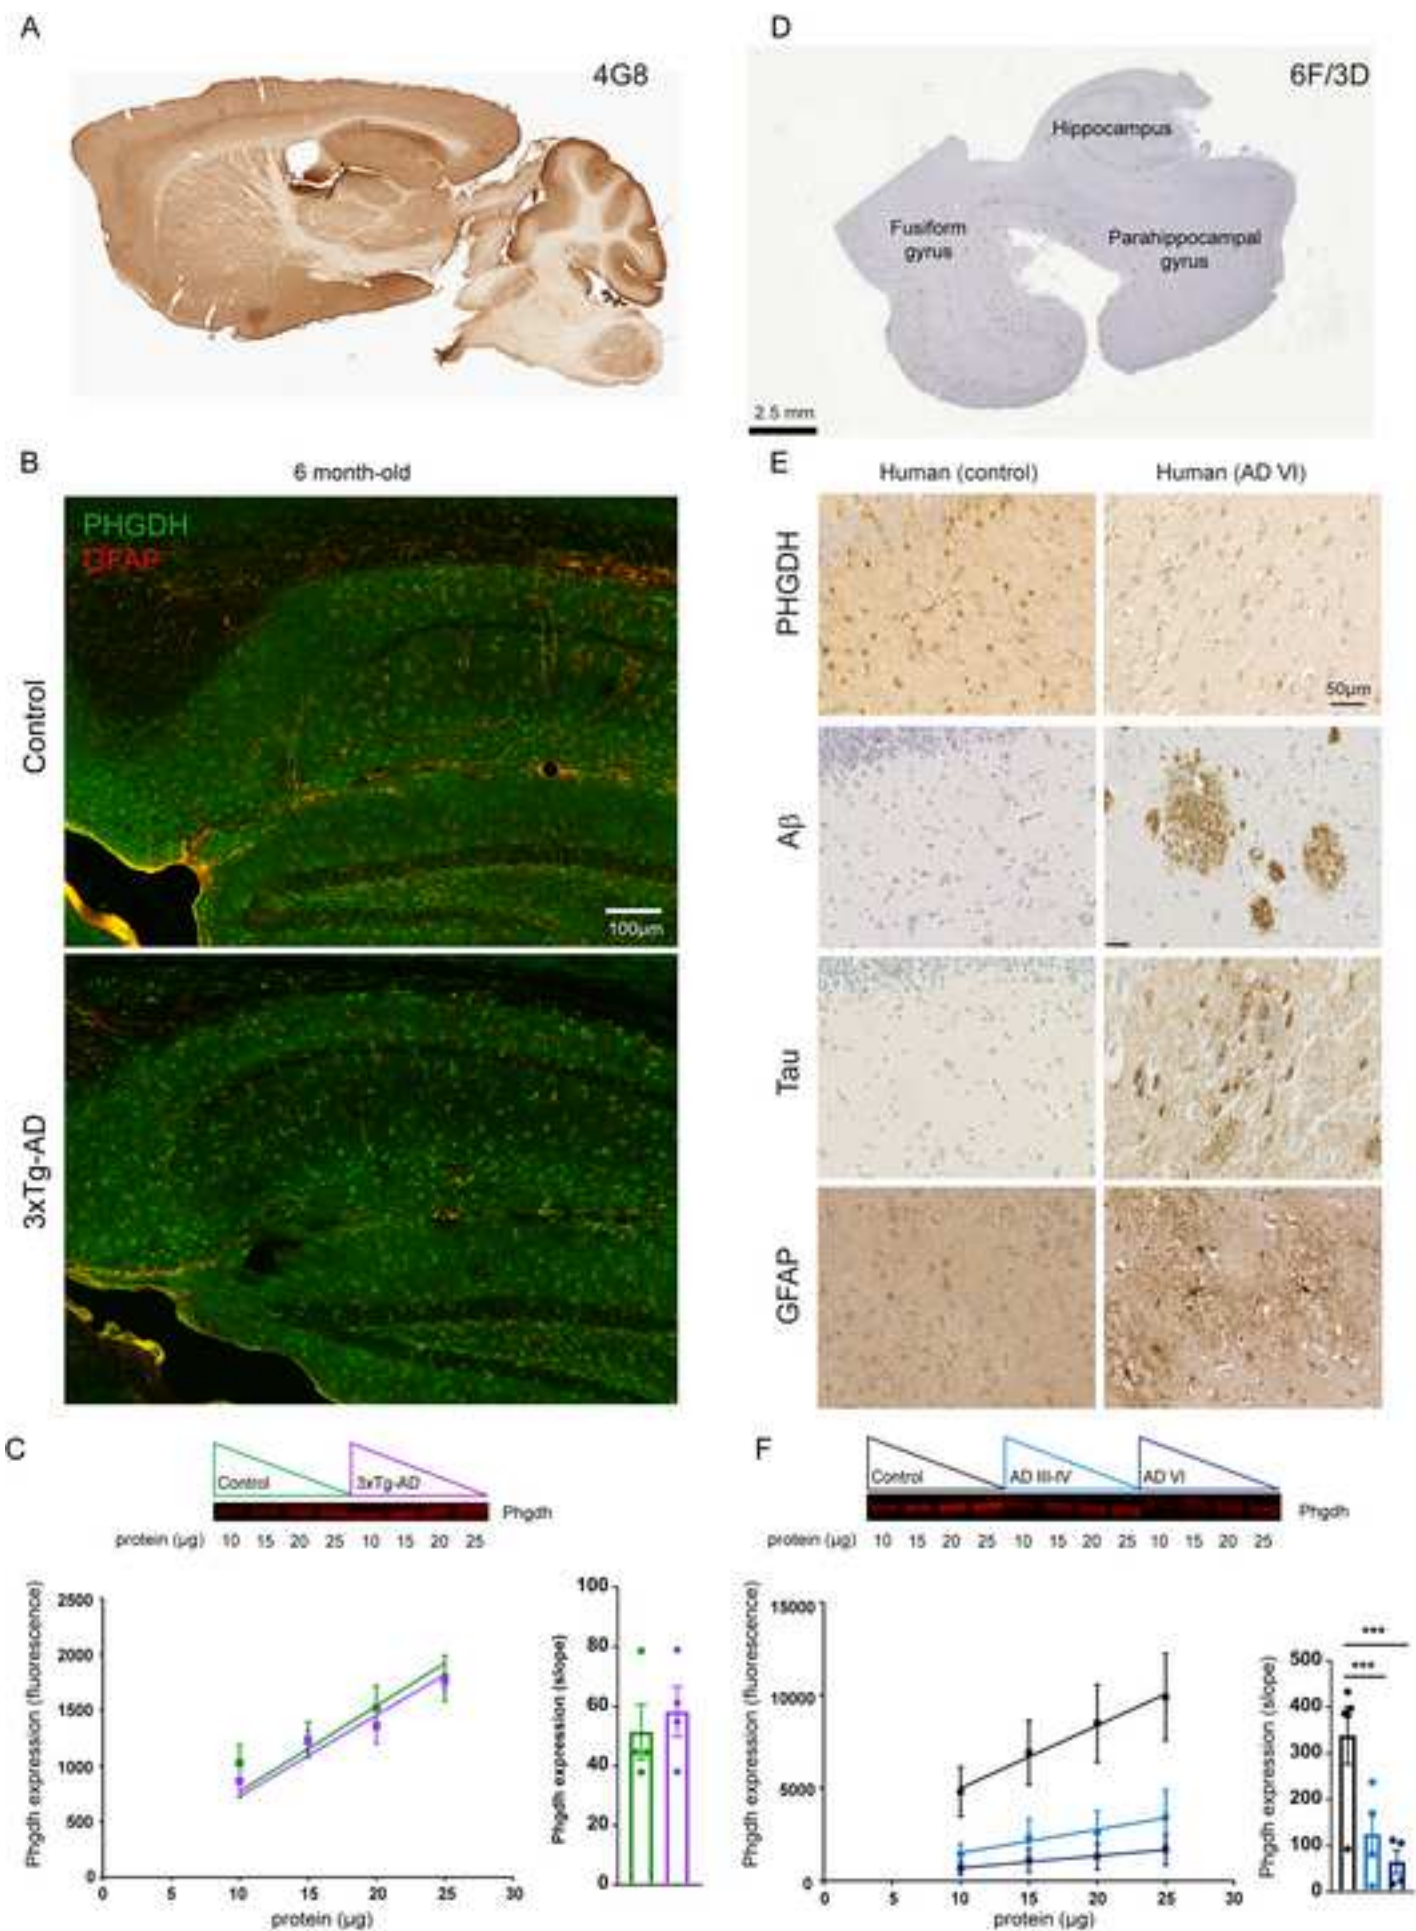 A
4G8
D
6F/3D
Hippocampus
Fusiform
gyrus
Parahippocampal
gyrus
2.5 mm
B
6 month-old
PHGDH
GFAP
Control
100µm
3xTg-AD
E
Human (control)
Human (AD VI)
PHGDH
50µm
Aβ
Tau
GFAP
C
Control
3xTg-AD
Phgdh
protein (µg) 10 15 20 25 10 15 20 25
Phgdh expression (fluorescence)
2500
2000
1500
1000
500
0
0 5 10 15 20 25 30
protein (µg)
Phgdh expression (slope)
100
80
60
40
20
0
F
Control
AD III-IV
AD VI
Phgdh
protein (µg) 10 15 20 25 10 15 20 25 10 15 20 25
Phgdh expression (fluorescence)
15000
10000
5000
0
0 5 10 15 20 25 30
protein (µg)
Phgdh expression (slope)
***
***
500
400
300
200
100
0